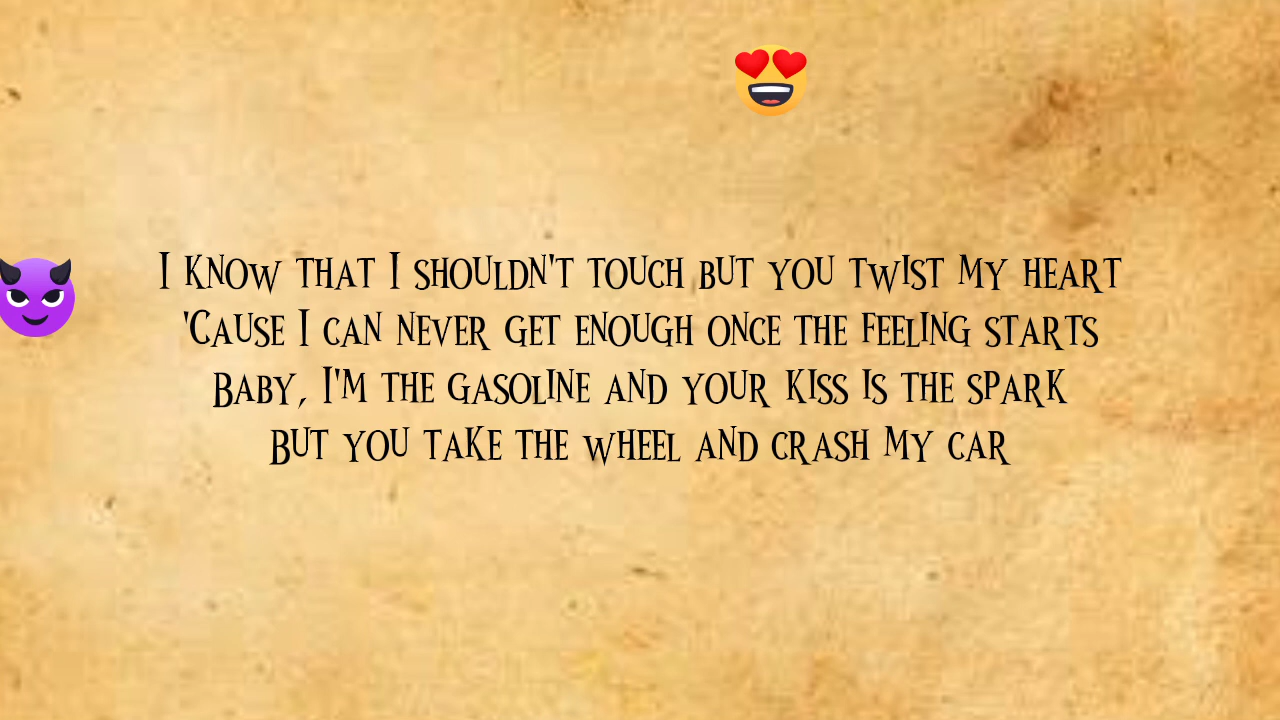 I know that I shouldn't touch but you twist my heart
'Cause I can never get enough once the feeling starts
Baby, I'm the gasoline and your kiss is the spark
But you take the wheel and crash my car